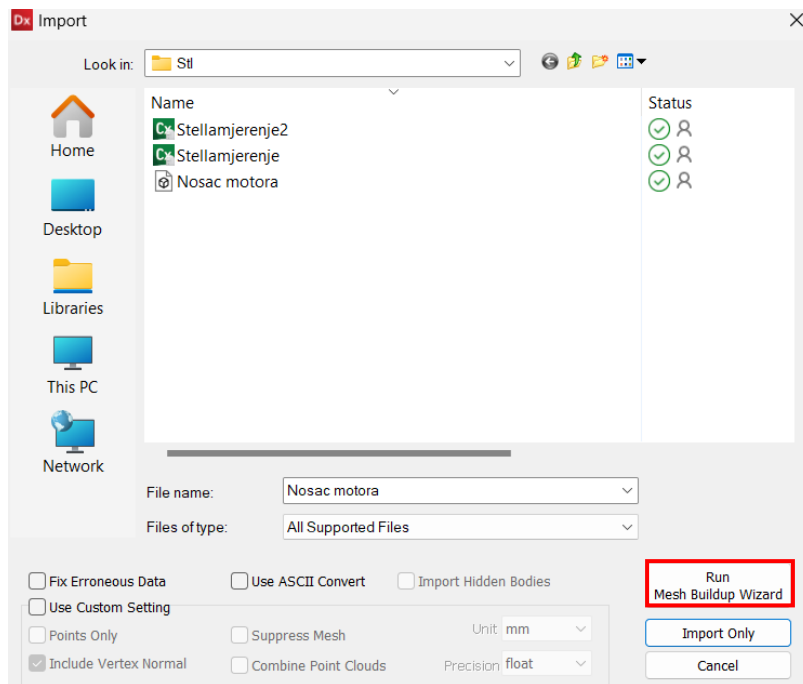 Dx Import
Look in: Stl
Name Status
Home
Desktop
Libraries
This PC
Network
Cx Stellamjerenje2
Cx Stellamjerenje
Nosac motora
File name: Nosac motora
Files of type: All Supported Files
Fix Erroneous Data Use ASCII Convert Import Hidden Bodies
Use Custom Setting
Points Only Suppress Mesh Unit mm
Include Vertex Normal Combine Point Clouds Precision float
Run
Mesh Buildup Wizard
Import Only
Cancel